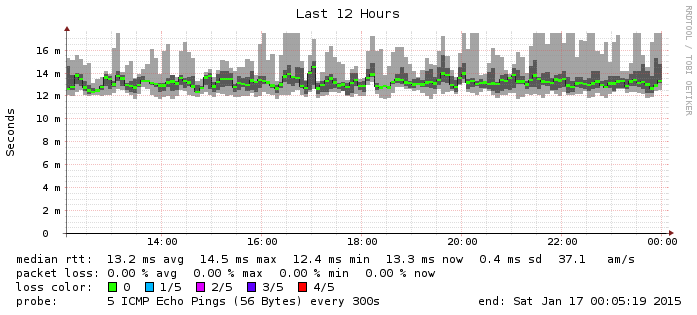 Last 12 Hours
RRDTOOL / TOBI OETIKER
Seconds
16 m
14 m
12 m
10 m
8 m
6 m
4 m
2 m
0
14:00 16:00 18:00 20:00 22:00 00:00
median rtt: 13.2 ms avg 14.5 ms max 12.4 ms min 13.3 ms now 0.4 ms sd 37.1 am/s
packet loss: 0.00 % avg 0.00 % max 0.00 % min 0.00 % now
loss color: 0 1/5 2/5 3/5 4/5
probe: 5 ICMP Echo Pings (56 Bytes) every 300s end: Sat Jan 17 00:05:19 2015